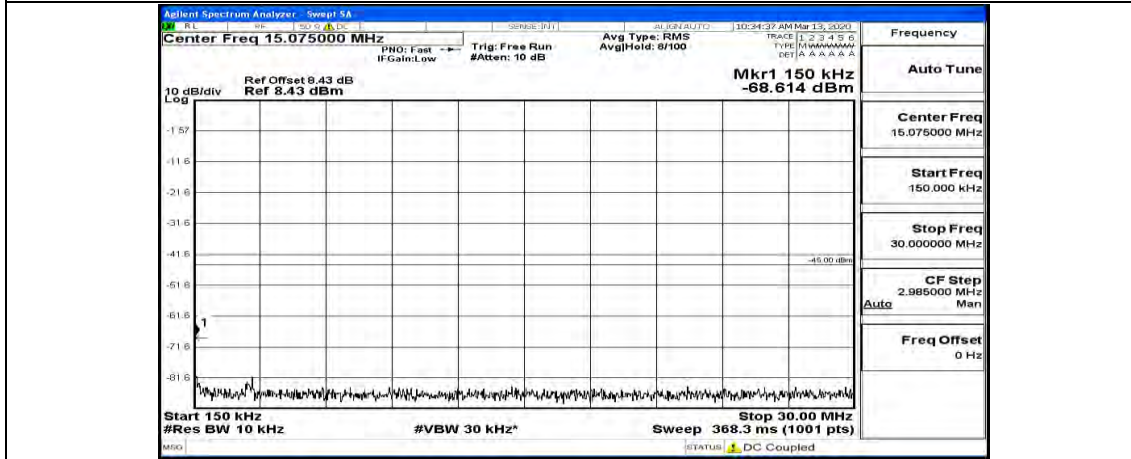 Agilent Spectrum Analyzer - Swept SA
RL RF 50 Ω DC SENSE:INT ALIGN AUTO 10:34:37 AM Mar 13, 2020
Center Freq 15.075000 MHz
PNO: Fast
IFGain:Low
Trig: Free Run
#Atten: 10 dB
Avg Type: RMS
Avg|Hold: 8/100
TRACE 1 2 3 4 5 6
TYPE M
DET A A A A A A
Ref Offset 8.43 dB
Ref 8.43 dBm
10 dB/div
Log
Mkr1 150 kHz
-68.614 dBm
-1.57
-11.6
-21.6
-31.6
-41.6
-45.00 dBm
-51.6
-61.6
1
-71.6
-81.6
Start 150 kHz
Stop 30.00 MHz
#Res BW 10 kHz
#VBW 30 kHz*
Sweep 368.3 ms (1001 pts)
MSG
STATUS DC Coupled
Frequency
Auto Tune
Center Freq
15.075000 MHz
Start Freq
150.000 kHz
Stop Freq
30.000000 MHz
CF Step
2.985000 MHz
Auto Man
Freq Offset
0 Hz